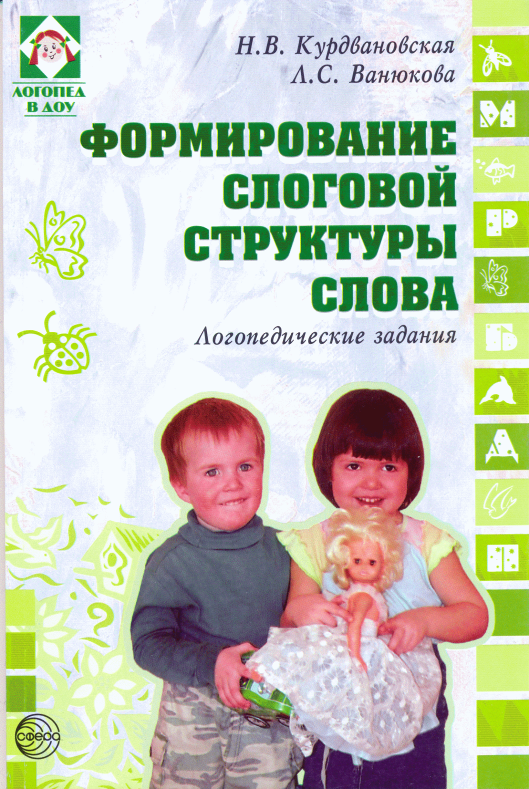 ЛОГОПЕД
В ДОУ
Н.В. Курдвановская
Л.С. Ванюкова
ФОРМИРОВАНИЕ
СЛОГОВОЙ
СТРУКТУРЫ
СЛОВА
Логопедические задания
М
Р
Б
А
Т
сфера